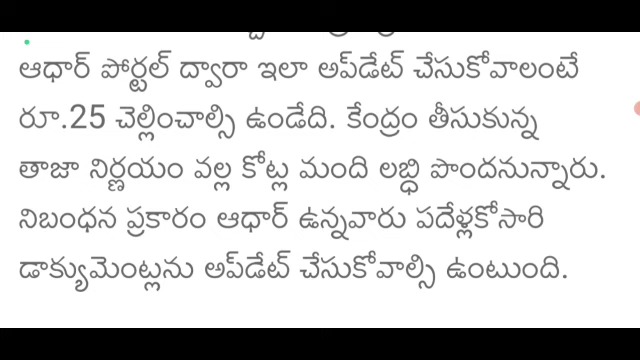 ఆధార్ పోర్టల్ ద్వారా ఇలా అప్‌డేట్ చేసుకోవాలంటే
రూ.25 చెల్లించాల్సి ఉండేది. కేంద్రం తీసుకున్న
తాజా నిర్ణయం వల్ల కోట్ల మంది లబ్ధి పొందనున్నారు.
నిబంధన ప్రకారం ఆధార్ ఉన్నవారు పదేళ్లకోసారి
డాక్యుమెంట్లను అప్‌డేట్ చేసుకోవాల్సి ఉంటుంది.